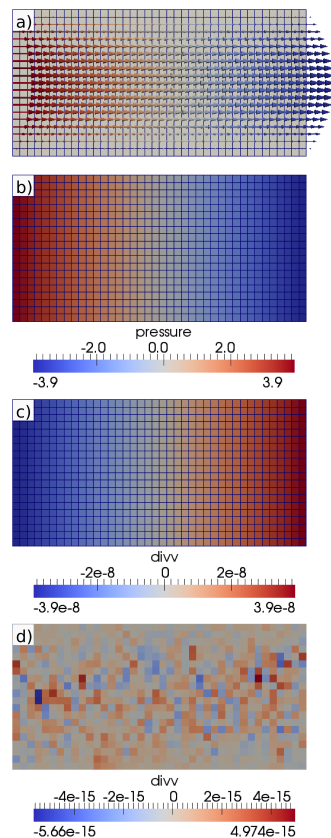 a)
b)
pressure
-2.0 0.0 2.0
-3.9 3.9
c)
divv
-2e-8 0 2e-8
-3.9e-8 3.9e-8
d)
divv
-4e-15 -2e-15 0 2e-15 4e-15
-5.66e-15 4.974e-15